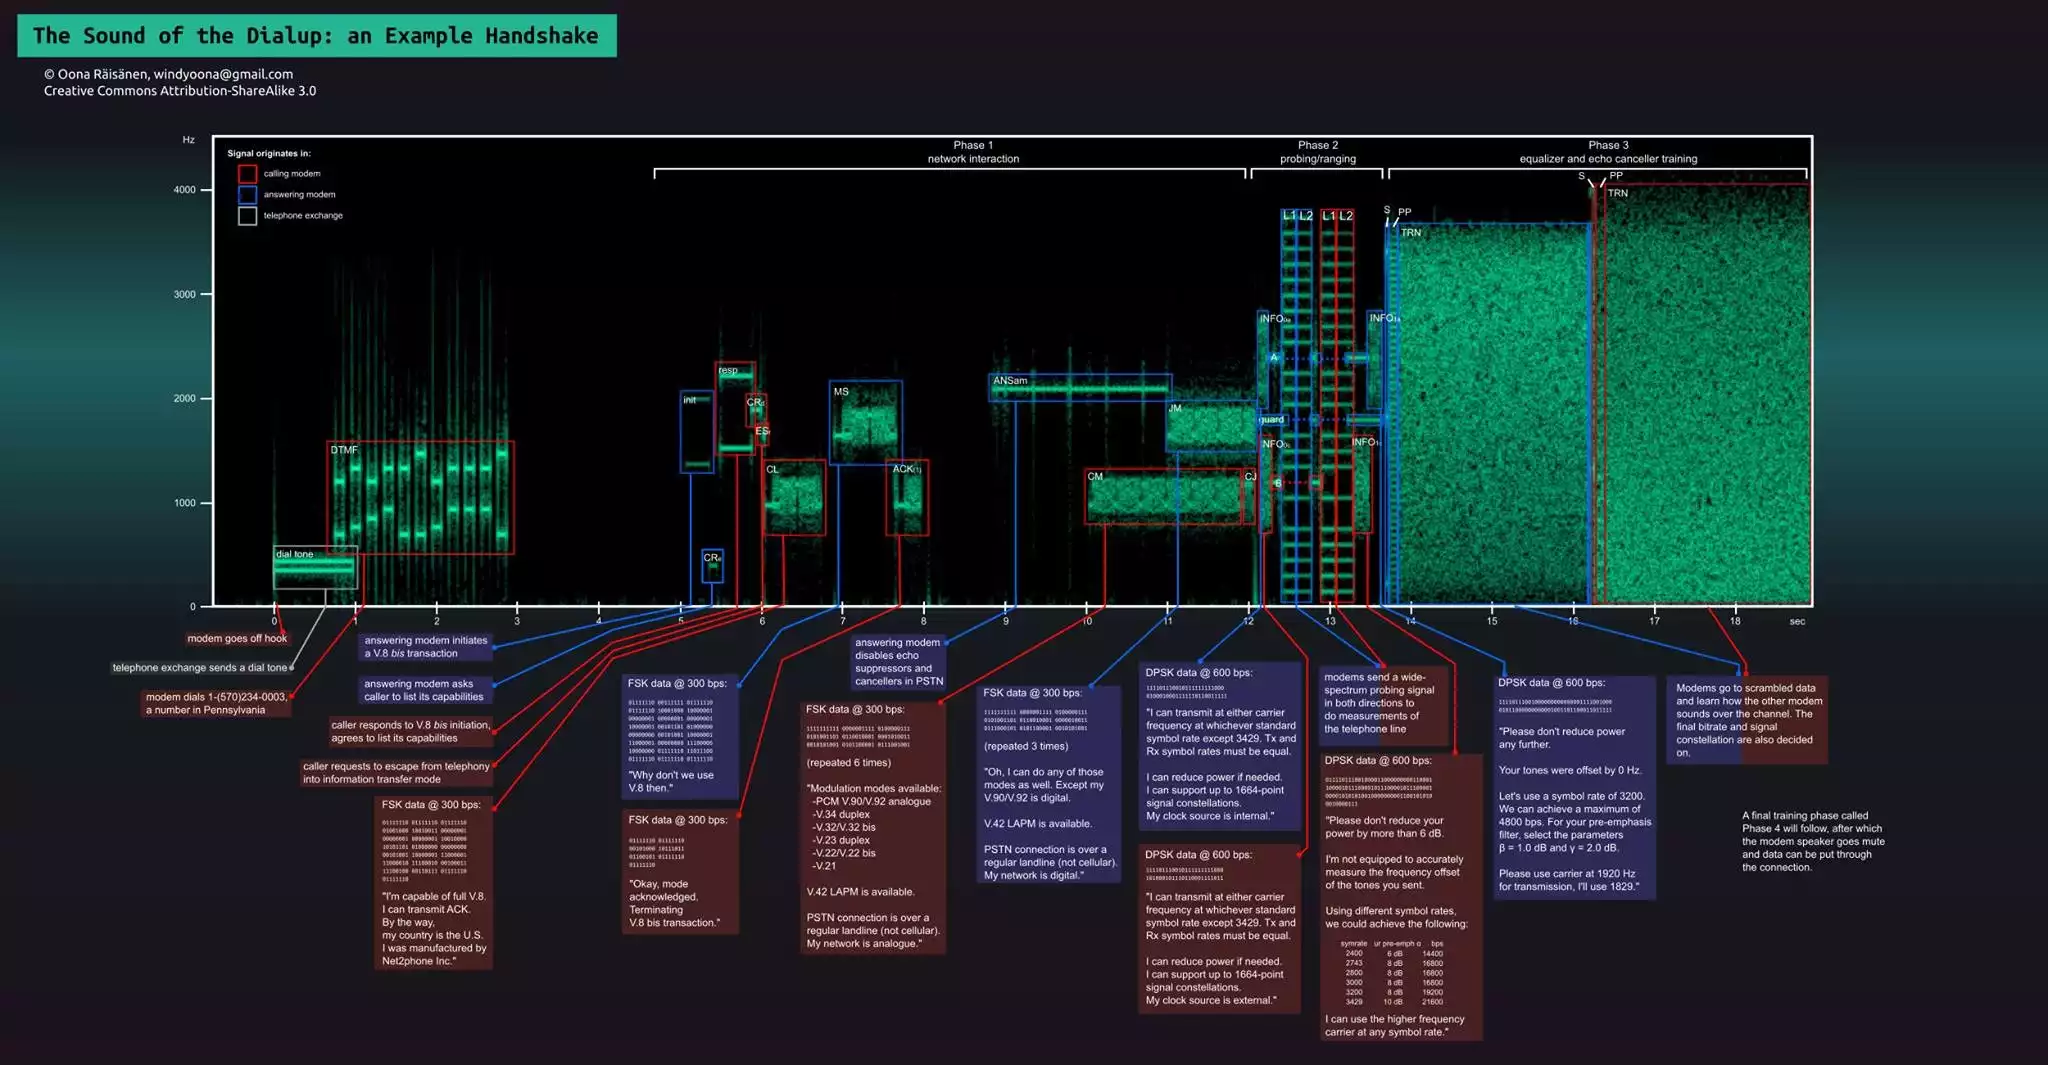 The Sound of the Dialup: an Example Handshake
© Oona Räisänen, windyoona@gmail.com
Creative Commons Attribution-ShareAlike 3.0
Hz
4000
3000
2000
1000
0
Signal originates in:
calling modem
answering modem
telephone exchange
Phase 1
network interaction
Phase 2
probing/ranging
Phase 3
equalizer and echo canceller training
S
PP
TRN
S
PP
TRN
L1
L2
L1
L2
INFO₀ₐ
INFO₁ₐ
A
guard
B
dial tone
DTMF
init
resp
CL
MS
ANSam
JM
CM
CJ
0 1 2 3 4 5 6 7 8 9 10 11 12 13 14 15 16 17 18 sec
modem goes off hook
telephone exchange sends a dial tone
modem dials 1-(570)234-0003,
a number in Pennsylvania
answering modem initiates
a V.8 bis transaction
answering modem asks
caller to list its capabilities
caller responds to V.8 bis initiation,
agrees to list its capabilities
caller requests to escape from telephony
into information transfer mode
FSK data @ 300 bps:
"I'm capable of full V.8.
I can transmit ACK.
By the way,
my country is the U.S.
I was manufactured by
Net2phone Inc."
FSK data @ 300 bps:
"Why don't we use
V.8 then."
FSK data @ 300 bps:
"Okay, mode
acknowledged.
Terminating
V.8 bis transaction."
answering modem
disables echo
suppressors and
cancellers in PSTN
FSK data @ 300 bps:
(repeated 6 times)
"Modulation modes available:
-PCM V.90/V.92 analogue
-V.34 duplex
-V.32/V.32 bis
-V.23 duplex
-V.22/V.22 bis
-V.21
V.42 LAPM is available.
PSTN connection is over a
regular landline (not cellular).
My network is analogue."
FSK data @ 300 bps:
(repeated 3 times)
"Oh, I can do any of those
modes as well. Except my
V.90/V.92 is digital.
V.42 LAPM is available.
PSTN connection is over a
regular landline (not cellular).
My network is digital."
DPSK data @ 600 bps:
"I can transmit at either carrier
frequency at whichever standard
symbol rate except 3429. Tx and
Rx symbol rates must be equal.
I can reduce power if needed.
I can support up to 1664-point
signal constellations.
My clock source is internal."
DPSK data @ 600 bps:
"I can transmit at either carrier
frequency at whichever standard
symbol rate except 3429. Tx and
Rx symbol rates must be equal.
I can reduce power if needed.
I can support up to 1664-point
signal constellations.
My clock source is external."
modems send a wide-
spectrum probing signal
in both directions to
do measurements of
the telephone line
DPSK data @ 600 bps:
"Please don't reduce your
power by more than 6 dB.
I'm not equipped to accurately
measure the frequency offset
of the tones you sent.
Using different symbol rates,
we could achieve the following:
symrate ur pre-emph α bps
2400 6 dB 14400
2743 8 dB 16800
2800 8 dB 16800
3000 8 dB 16800
3200 8 dB 19200
3429 10 dB 21600
I can use the higher frequency
carrier at any symbol rate."
DPSK data @ 600 bps:
"Please don't reduce power
any further.
Your tones were offset by 0 Hz.
Let's use a symbol rate of 3200.
We can achieve a maximum of
4800 bps. For your pre-emphasis
filter, select the parameters
β = 1.0 dB and γ = 2.0 dB.
Please use carrier at 1920 Hz
for transmission, I'll use 1829."
Modems go to scrambled data
and learn how the other modem
sounds over the channel. The
final bitrate and signal
constellation are also decided
on.
A final training phase called
Phase 4 will follow, after which
the modem speaker goes mute
and data can be put through
the connection.